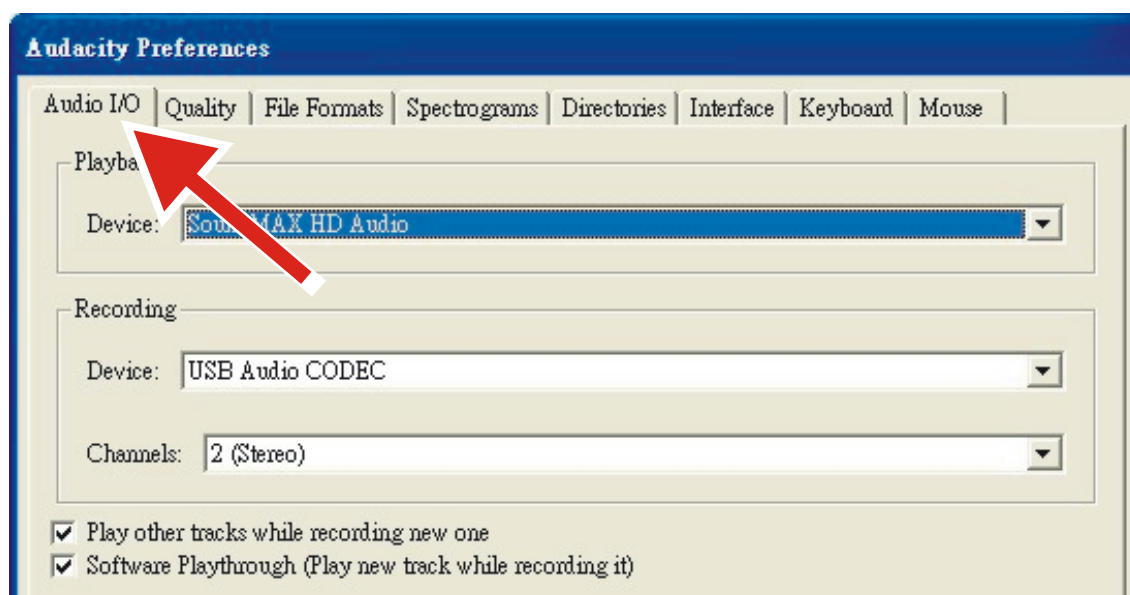 Audacity Preferences
Audio I/O Quality File Formats Spectrograms Directories Interface Keyboard Mouse
Device: MAX HD Audio
Recording
Device: USB Audio CODEC
Channels: 2 (Stereo)
Play other tracks while recording new one
Software Playthrough (Play new track while recording it)